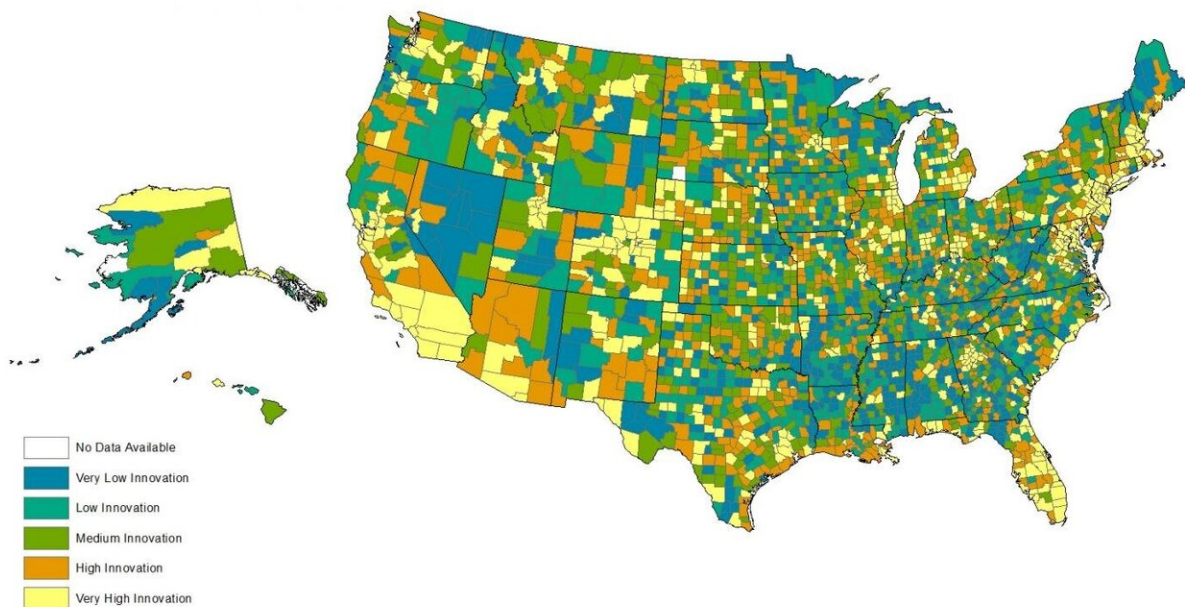 No Data Available
Very Low Innovation
Low Innovation
Medium Innovation
High Innovation
Very High Innovation